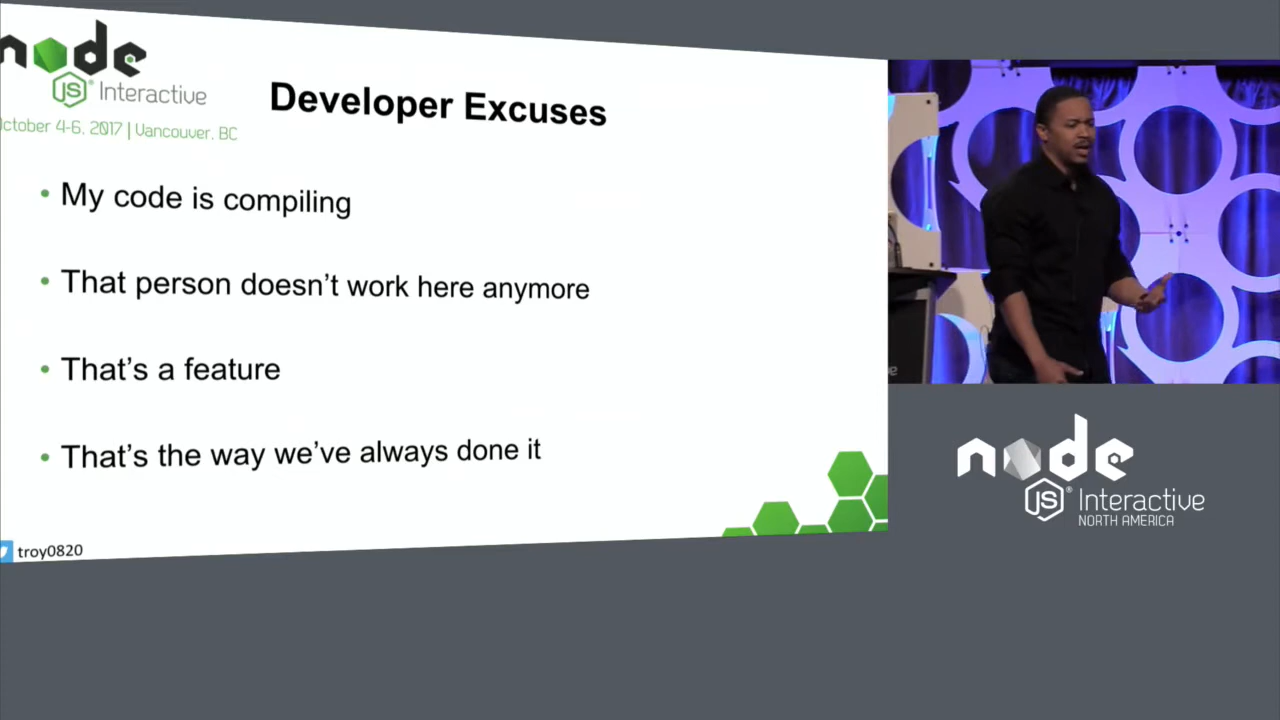 node
JS® Interactive
October 4-6, 2017 | Vancouver, BC
Developer Excuses
• My code is compiling
• That person doesn’t work here anymore
• That’s a feature
• That’s the way we’ve always done it
troy0820
node
JS® Interactive
NORTH AMERICA